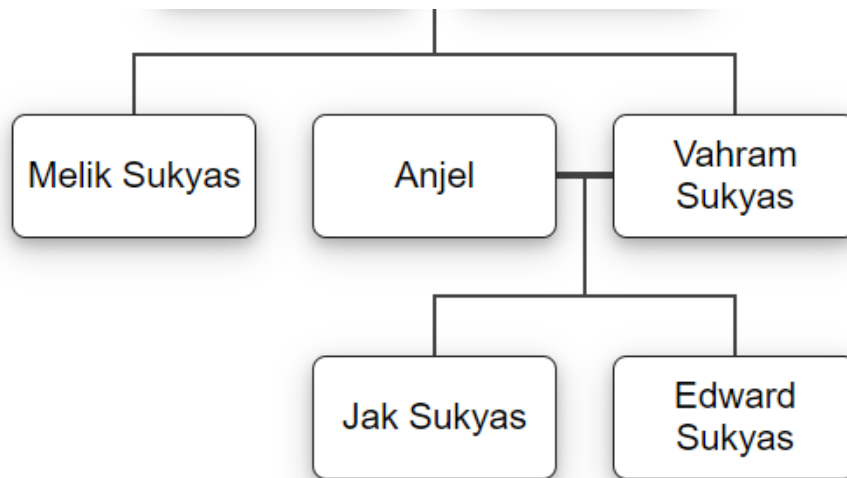 Melik Sukyas
Anjel
Vahram
Sukyas
Jak Sukyas
Edward
Sukyas